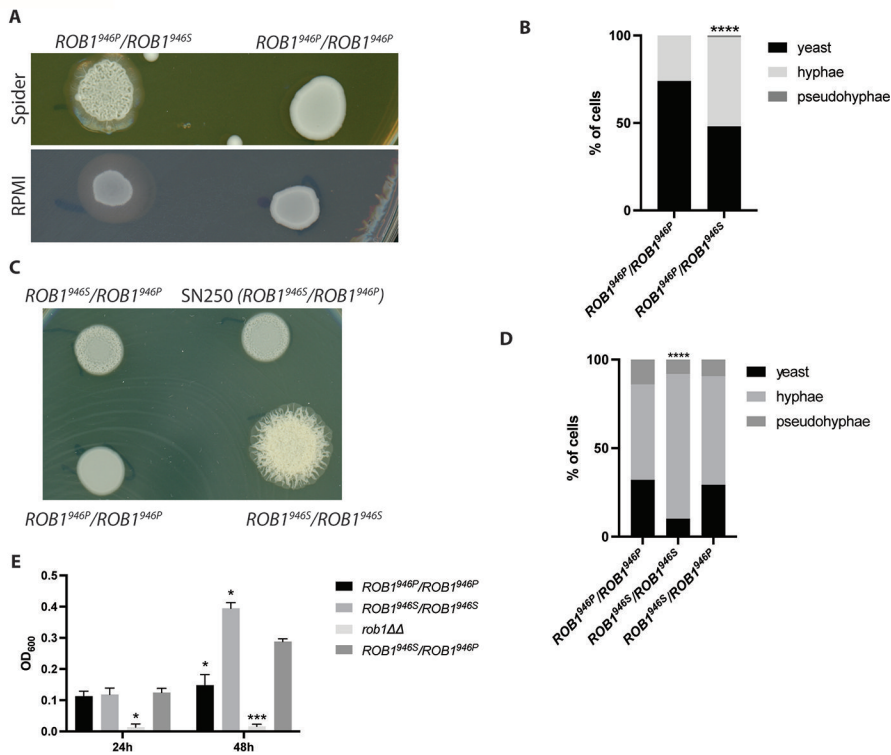 A
ROB1946P/ROB1946S
ROB1946P/ROB1946P
Spider
RPMI
B
100
50
0
% of cells
****
ROB1946P/ROB1946P
ROB1946P/ROB1946S
yeast
hyphae
pseudohyphae
C
ROB1946S/ROB1946P
SN250 (ROB1946S/ROB1946P)
ROB1946P/ROB1946P
ROB1946S/ROB1946S
D
100
50
0
% of cells
****
ROB1946P/ROB1946P
ROB1946S/ROB1946S
ROB1946S/ROB1946P
yeast
hyphae
pseudohyphae
E
0.5
0.4
0.3
0.2
0.1
0.0
OD600
*
*
*
***
24h
48h
ROB1946P/ROB1946P
ROB1946S/ROB1946S
rob1ΔΔ
ROB1946S/ROB1946P